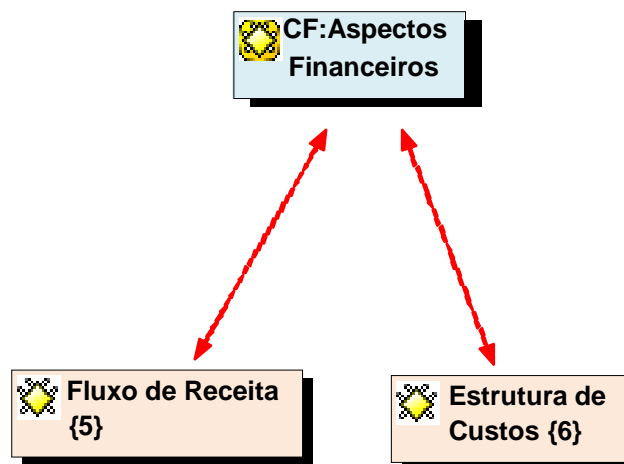 CF:Aspectos
Financeiros
Fluxo de Receita
{5}
Estrutura de
Custos {6}